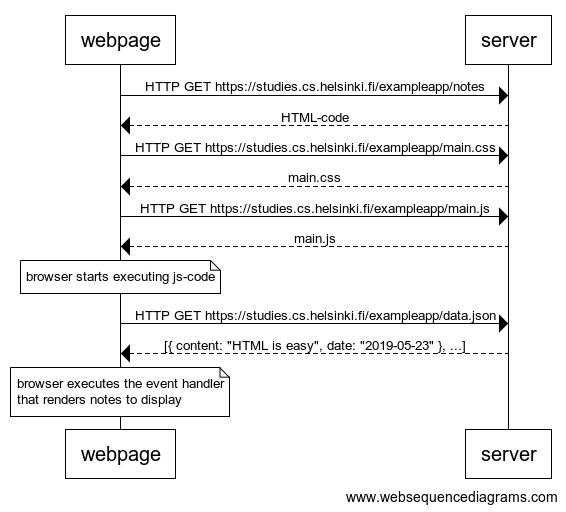 webpage
server
HTTP GET https://studies.cs.helsinki.fi/exampleapp/notes
HTML-code
HTTP GET https://studies.cs.helsinki.fi/exampleapp/main.css
main.css
HTTP GET https://studies.cs.helsinki.fi/exampleapp/main.js
main.js
browser starts executing js-code
HTTP GET https://studies.cs.helsinki.fi/exampleapp/data.json
[{ content: "HTML is easy", date: "2019-05-23" }, ...]
browser executes the event handler
that renders notes to display
webpage
server
www.websequencediagrams.com